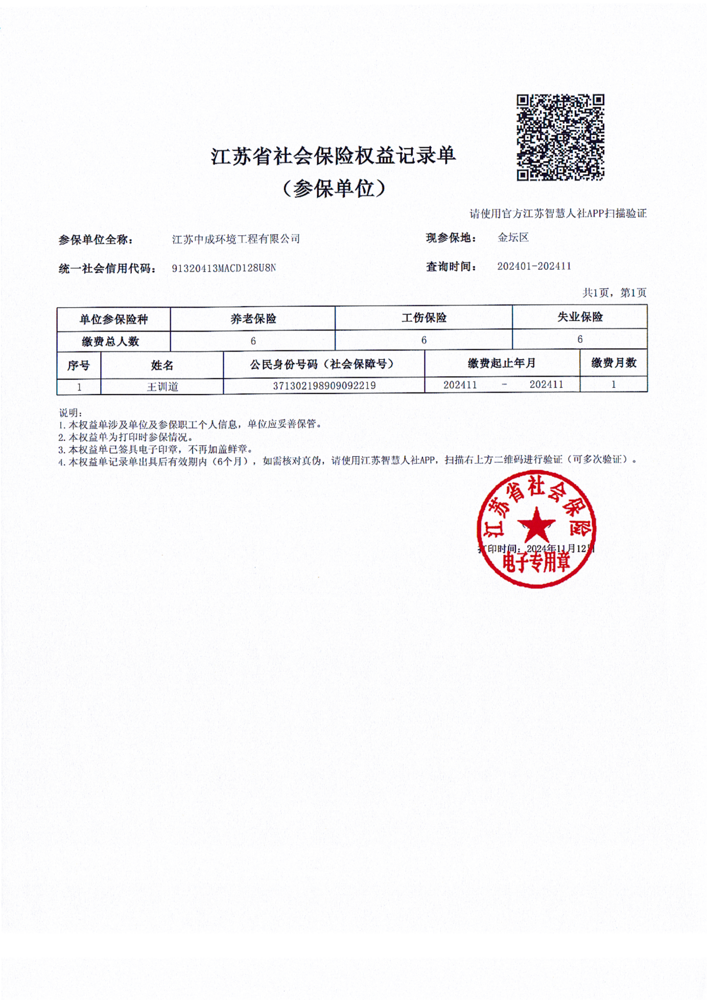 江苏省社会保险权益记录单
（参保单位）
请使用官方江苏智慧人社APP扫描验证
参保单位全称： 江苏中成环境工程有限公司 现参保地： 金坛区
统一社会信用代码： 91320413MACD128U8N 查询时间： 202401-202411
共1页，第1页
单位参保险种 养老保险 工伤保险 失业保险
缴费总人数 6 6 6
序号 姓名 公民身份号码（社会保障号） 缴费起止年月 缴费月数
1 王训道 371302198909092219 202411 - 202411 1
说明：
1. 本权益单涉及单位及参保职工个人信息，单位应妥善保管。
2. 本权益单为打印时参保情况。
3. 本权益单已签具电子印章，不再加盖鲜章。
4. 本权益单记录单出具后有效期内（6个月），如需核对真伪，请使用江苏智慧人社APP，扫描右上方二维码进行验证（可多次验证）。
江苏省社会保险
打印时间：2024年11月12日
电子专用章